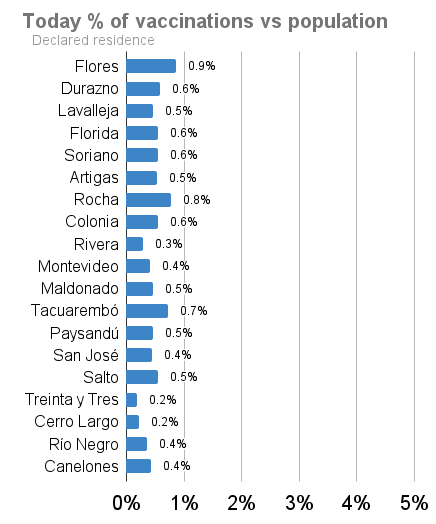 Today % of vaccinations vs population
Declared residence
Flores 0.9%
Durazno 0.6%
Lavalleja 0.5%
Florida 0.6%
Soriano 0.6%
Artigas 0.5%
Rocha 0.8%
Colonia 0.6%
Rivera 0.3%
Montevideo 0.4%
Maldonado 0.5%
Tacuarembó 0.7%
Paysandú 0.5%
San José 0.4%
Salto 0.5%
Treinta y Tres 0.2%
Cerro Largo 0.2%
Río Negro 0.4%
Canelones 0.4%
0% 1% 2% 3% 4% 5%